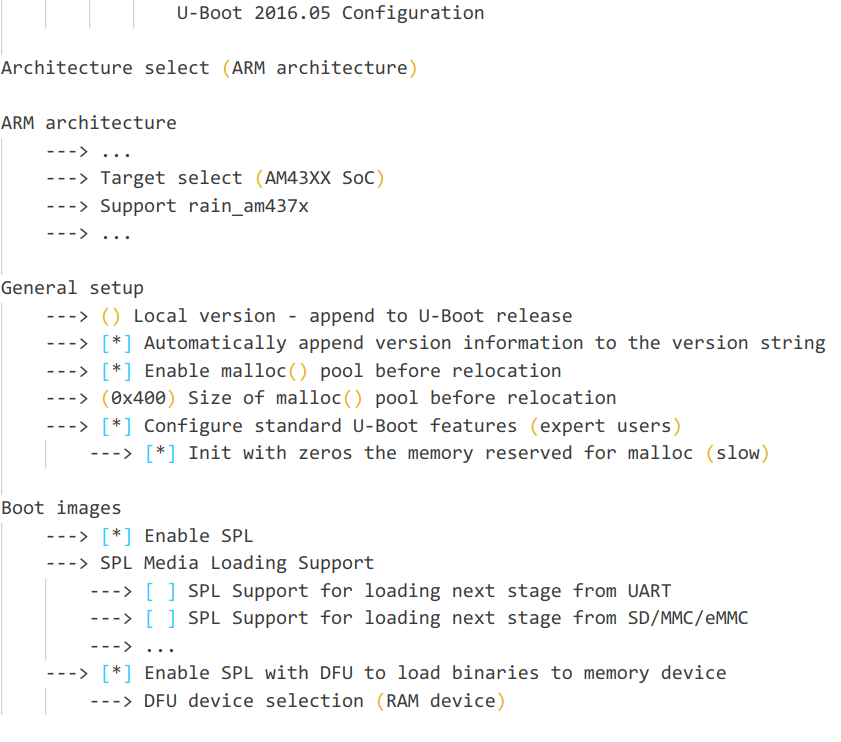 U-Boot 2016.05 Configuration
Architecture select (ARM architecture)
ARM architecture
---> ...
---> Target select (AM43XX SoC)
---> Support rain_am437x
---> ...
General setup
---> () Local version - append to U-Boot release
---> [*] Automatically append version information to the version string
---> [*] Enable malloc() pool before relocation
---> (0x400) Size of malloc() pool before relocation
---> [*] Configure standard U-Boot features (expert users)
---> [*] Init with zeros the memory reserved for malloc (slow)
Boot images
---> [*] Enable SPL
---> SPL Media Loading Support
---> [ ] SPL Support for loading next stage from UART
---> [ ] SPL Support for loading next stage from SD/MMC/eMMC
---> ...
---> [*] Enable SPL with DFU to load binaries to memory device
---> DFU device selection (RAM device)